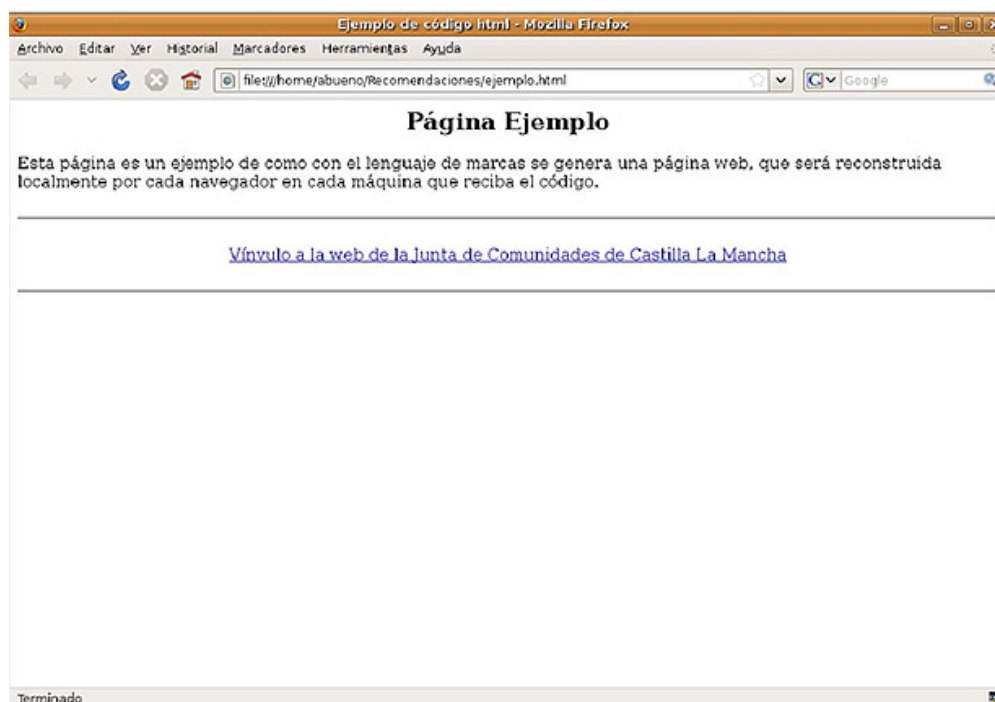 Ejemplo de código html - Mozilla Firefox
Archivo Editar Ver Historial Marcadores Herramientas Ayuda
file:///home/abueno/Recomendaciones/ejemplo.html Google
Página Ejemplo
Esta página es un ejemplo de como con el lenguaje de marcas se genera una página web, que será reconstruida
localmente por cada navegador en cada máquina que reciba el código.
Vínvulo a la web de la Junta de Comunidades de Castilla La Mancha
Terminado